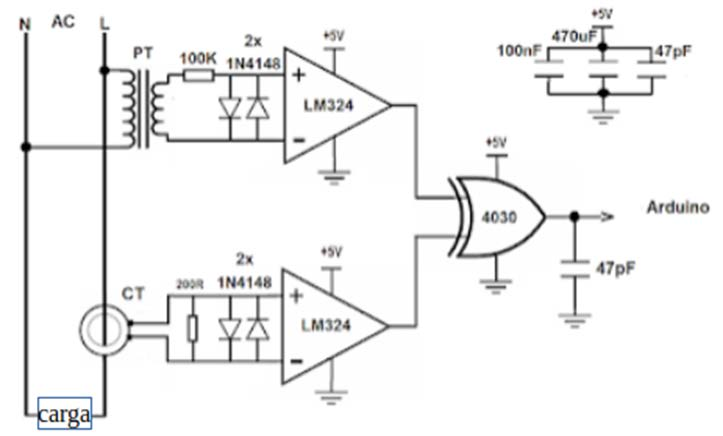 N AC L
PT
100K
2x
1N4148
+5V
LM324
+5V
100nF
470uF
47pF
+5V
4030
Arduino
47pF
CT
200R
2x
1N4148
+5V
LM324
carga